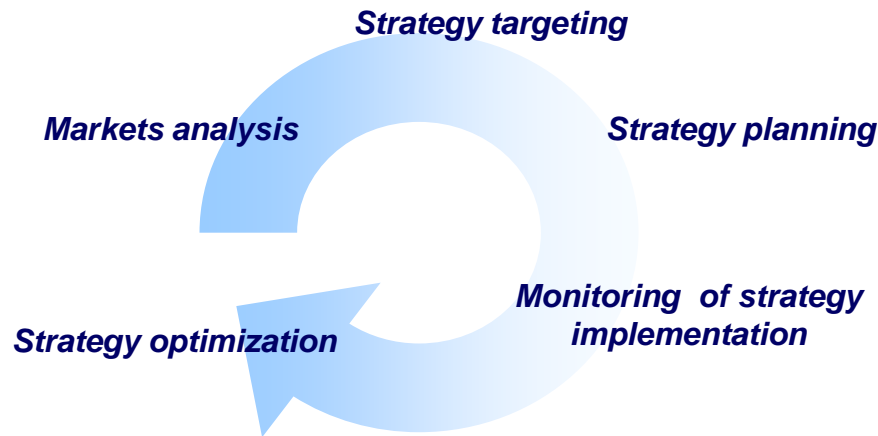 Strategy targeting
Markets analysis
Strategy planning
Monitoring of strategy
implementation
Strategy optimization